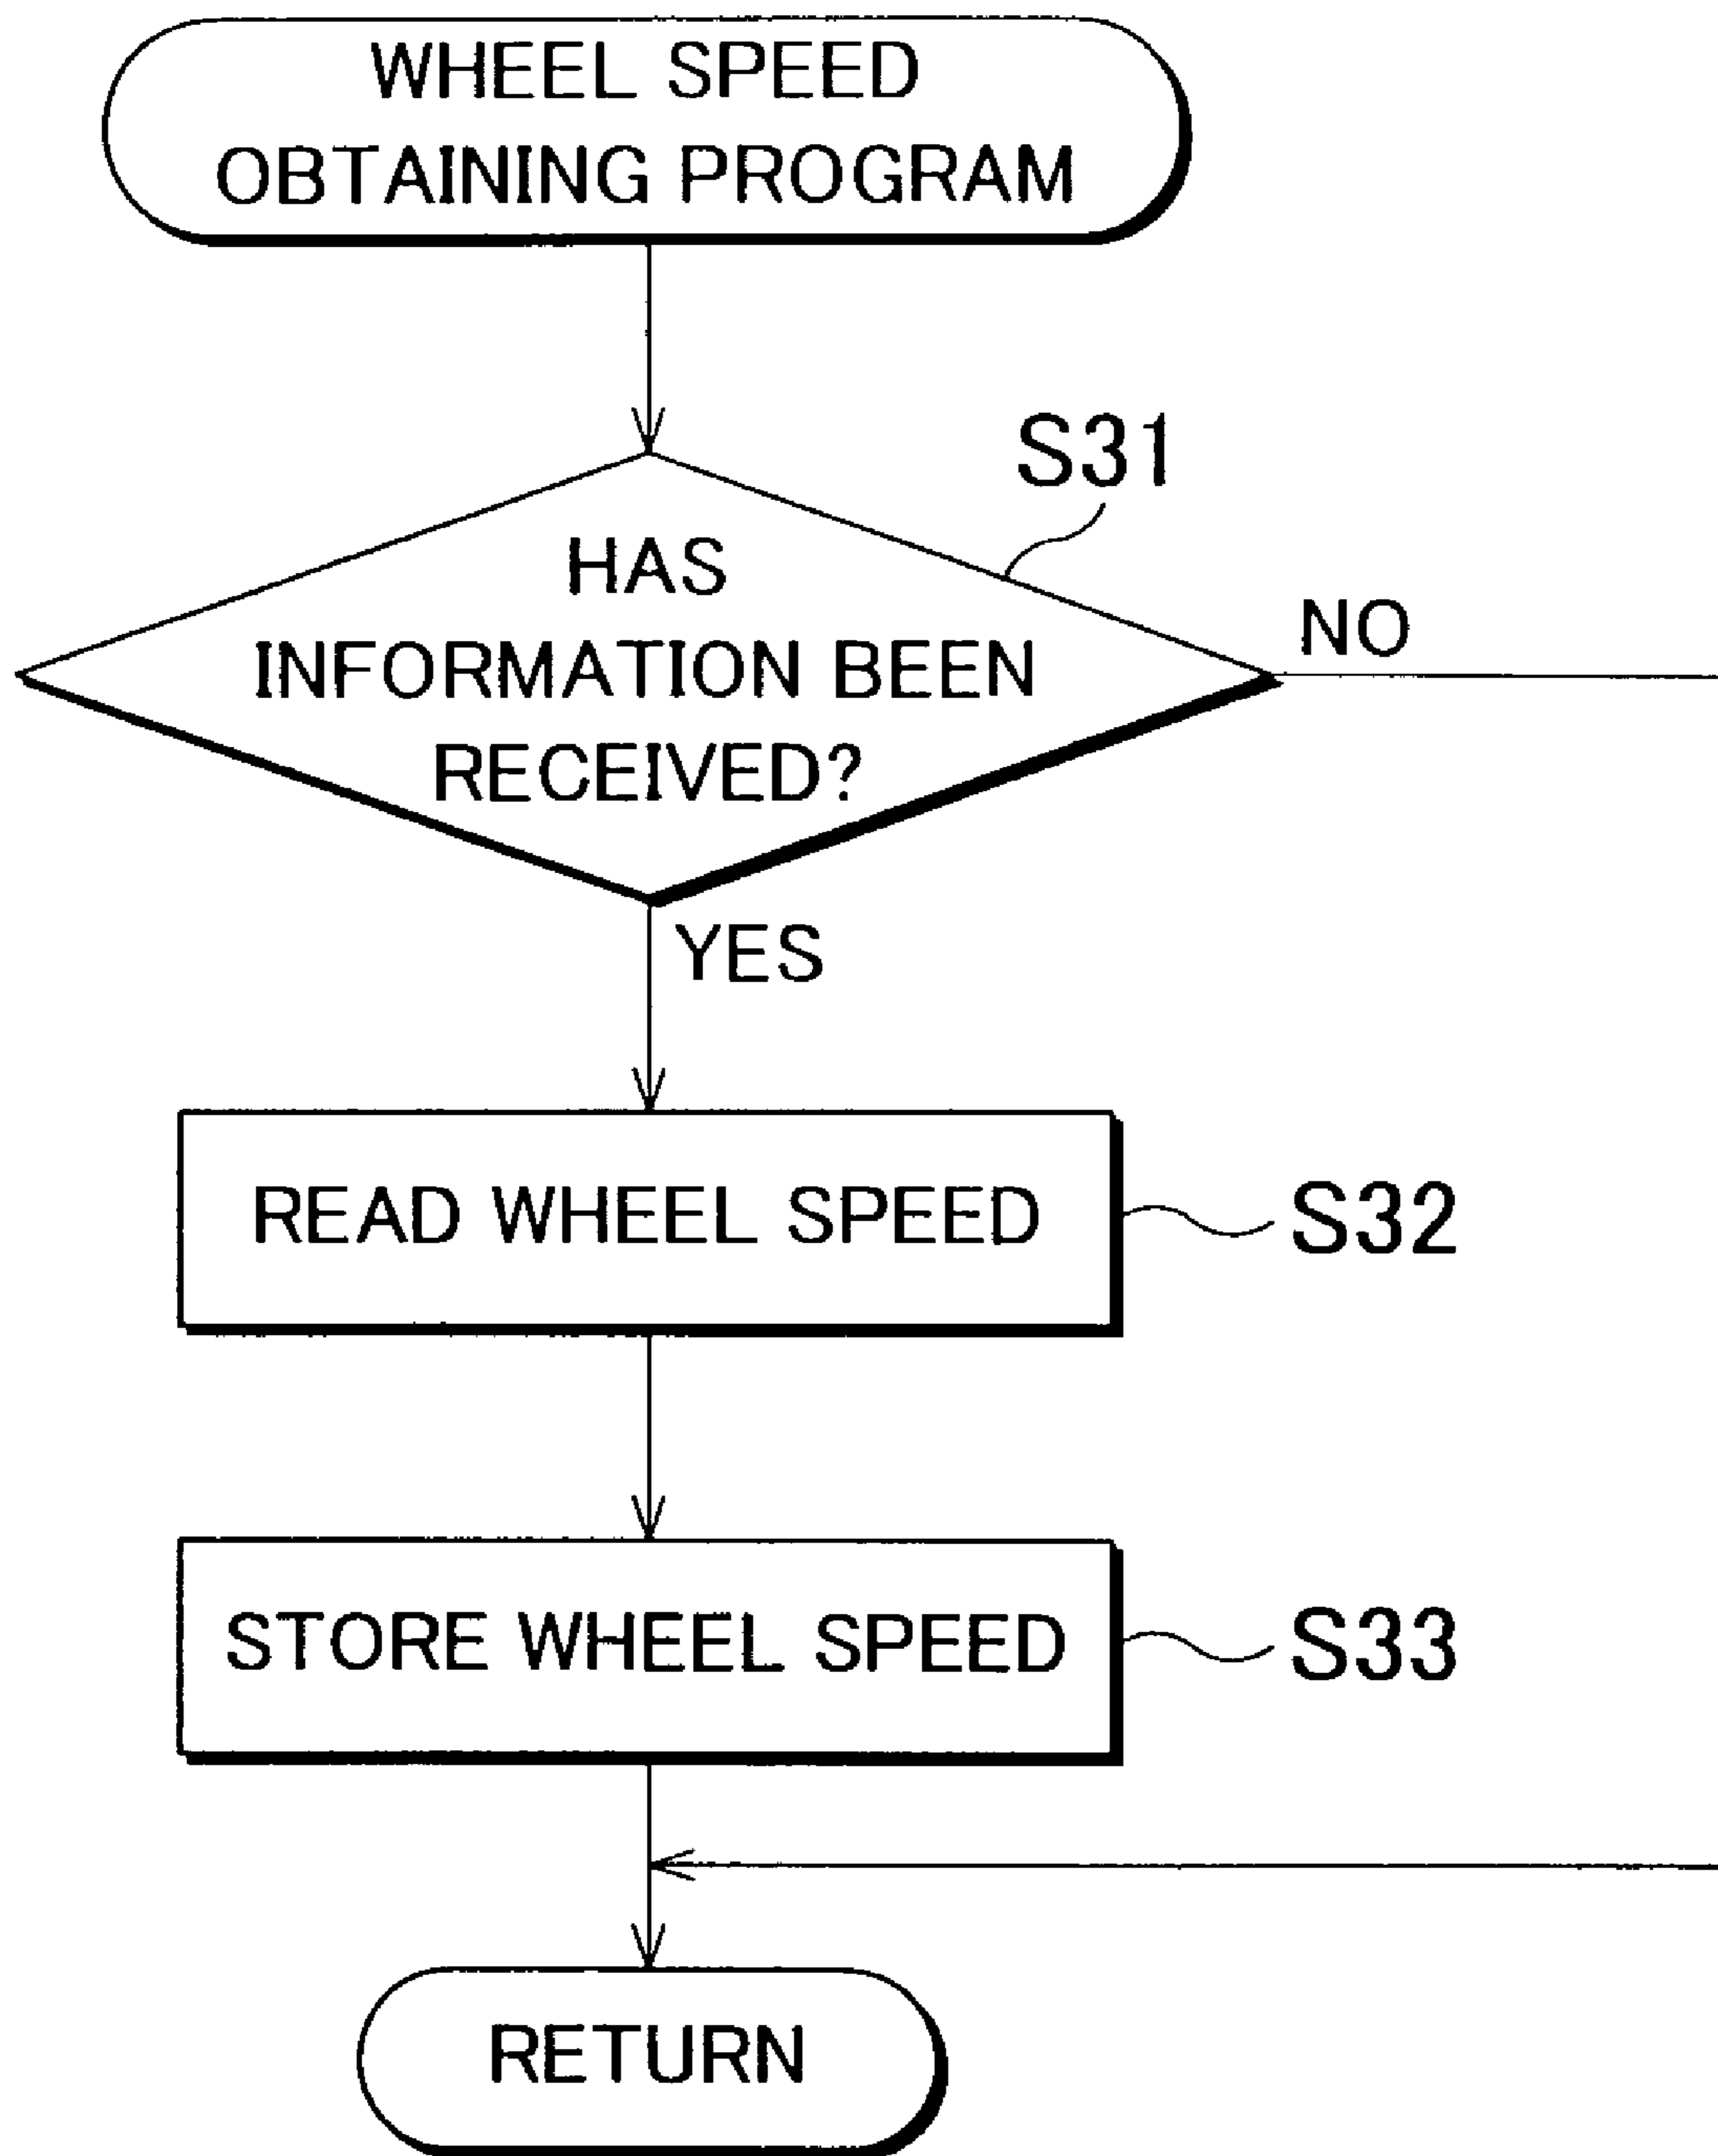 WHEEL SPEED
OBTAINING PROGRAM
S31
HAS
INFORMATION BEEN
RECEIVED?
NO
YES
READ WHEEL SPEED
S32
STORE WHEEL SPEED
S33
RETURN